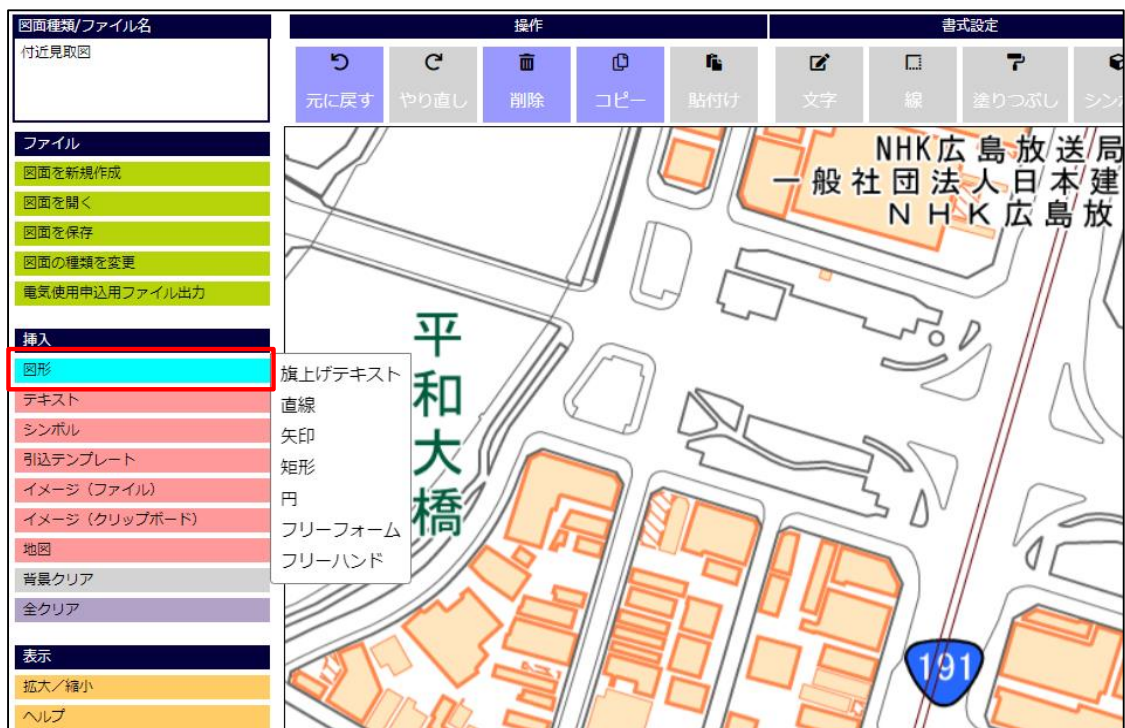 図面種類/ファイル名
付近見取図
操作
書式設定
元に戻す
やり直し
削除
コピー
貼付け
文字
線
塗りつぶし
ファイル
図面を新規作成
図面を開く
図面を保存
図面の種類を変更
電気使用申込用ファイル出力
挿入
図形
テキスト
シンボル
引込テンプレート
イメージ（ファイル）
イメージ（クリップボード）
地図
背景クリア
全クリア
表示
拡大／縮小
ヘルプ
旗上げテキスト
直線
矢印
矩形
円
フリーフォーム
フリーハンド
NHK広島放送局
一般社団法人日本建
ＮＨＫ広島放
平和大橋
191